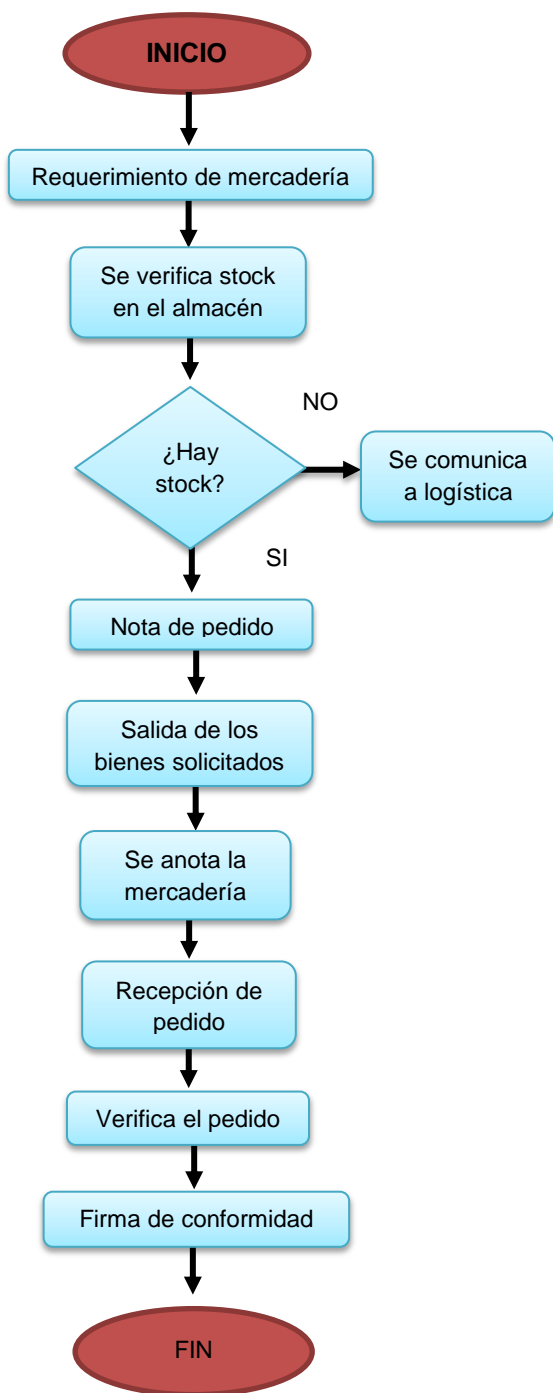 INICIO
Requerimiento de mercadería
Se verifica stock
en el almacén
NO
¿Hay
stock?
Se comunica
a logística
SI
Nota de pedido
Salida de los
bienes solicitados
Se anota la
mercadería
Recepción de
pedido
Verifica el pedido
Firma de conformidad
FIN